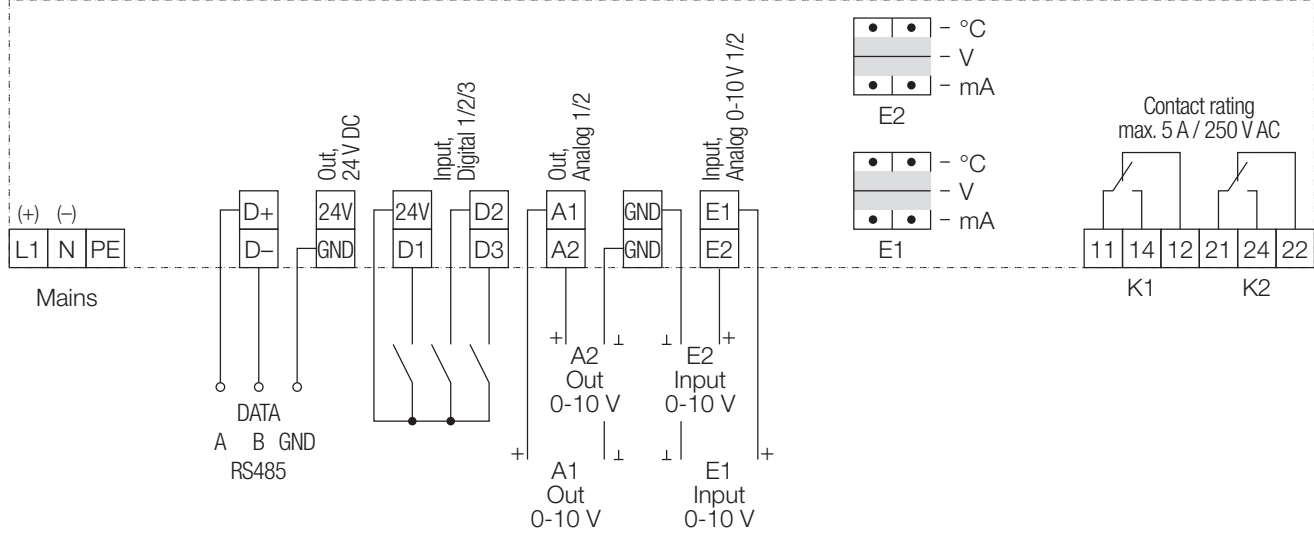 – °C
– V
– mA
E2
– °C
– V
– mA
E1
Contact rating
max. 5 A / 250 V AC
Out,
24 V DC
Input,
Digital 1/2/3
Out,
Analog 1/2
Input,
Analog 0-10 V 1/2
(+) (–)
L1 N PE
D+ 24V 24V D2 A1 GND E1
D– GND D1 D3 A2 GND E2
11 14 12 21 24 22
Mains
K1 K2
+ ⊥ ⊥ +
A2 E2
Out Input
0-10 V 0-10 V
DATA
A B GND
RS485
+ ⊥ ⊥ +
A1 E1
Out Input
0-10 V 0-10 V